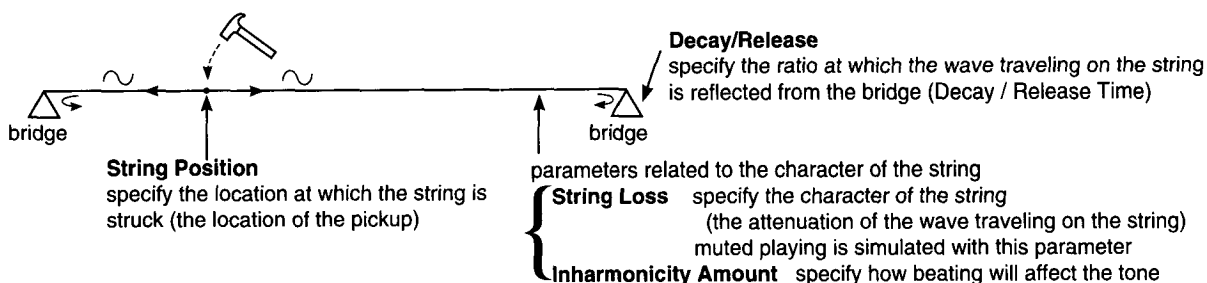 Decay/Release
specify the ratio at which the wave traveling on the string
is reflected from the bridge (Decay / Release Time)
bridge
bridge
String Position
specify the location at which the string is
struck (the location of the pickup)
parameters related to the character of the string
String Loss specify the character of the string
(the attenuation of the wave traveling on the string)
muted playing is simulated with this parameter
Inharmonicity Amount specify how beating will affect the tone